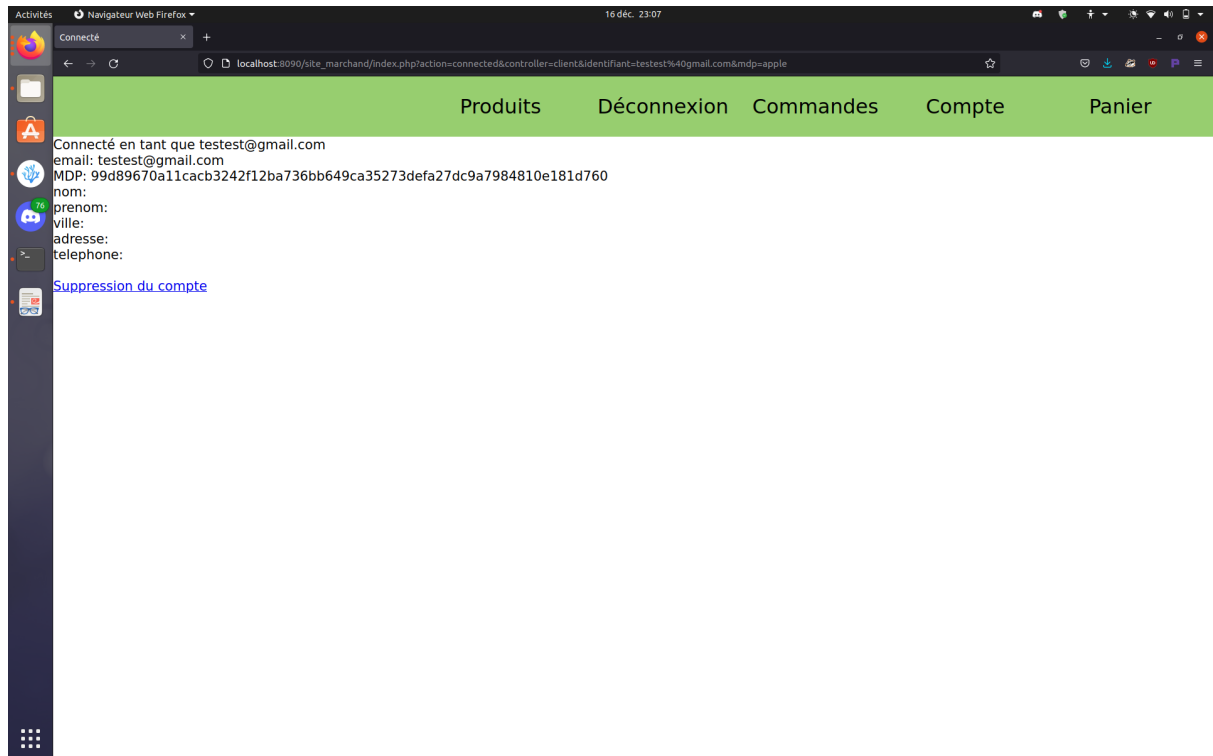 Activités Navigateur Web Firefox 16 déc. 23:07
Connecté
localhost:8090/site_marchand/index.php?action=connected&controller=client&identifiant=testest%40gmail.com&mdp=apple
Produits Déconnexion Commandes Compte Panier
Connecté en tant que testest@gmail.com
email: testest@gmail.com
MDP: 99d89670a11cacb3242f12ba736bb649ca35273defa27dc9a7984810e181d760
nom:
prenom:
76
ville:
adresse:
telephone:
Suppression du compte